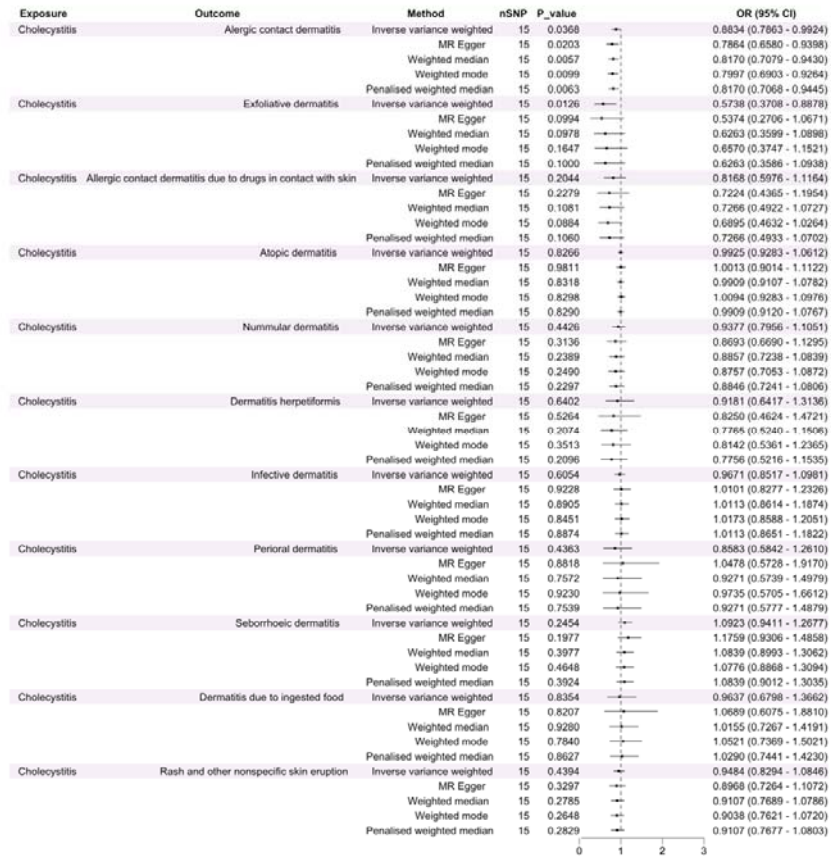 Exposure Outcome Method nSNP P_value OR (95% CI)
Cholecystitis Alergic contact dermatitis Inverse variance weighted 15 0.0368 0.8834 (0.7863 - 0.9924)
MR Egger 15 0.0203 0.7864 (0.6580 - 0.9398)
Weighted median 15 0.0057 0.8170 (0.7079 - 0.9430)
Weighted mode 15 0.0099 0.7997 (0.6903 - 0.9264)
Penalised weighted median 15 0.0063 0.8170 (0.7068 - 0.9445)
Cholecystitis Exfoliative dermatitis Inverse variance weighted 15 0.0126 0.5738 (0.3708 - 0.8878)
MR Egger 15 0.0994 0.5374 (0.2706 - 1.0671)
Weighted median 15 0.0978 0.6263 (0.3599 - 1.0898)
Weighted mode 15 0.1647 0.6570 (0.3747 - 1.1521)
Penalised weighted median 15 0.1000 0.6263 (0.3586 - 1.0938)
Cholecystitis Allergic contact dermatitis due to drugs in contact with skin Inverse variance weighted 15 0.2044 0.8168 (0.5976 - 1.1164)
MR Egger 15 0.2279 0.7224 (0.4365 - 1.1954)
Weighted median 15 0.1081 0.7266 (0.4922 - 1.0727)
Weighted mode 15 0.0884 0.6895 (0.4632 - 1.0264)
Penalised weighted median 15 0.1060 0.7266 (0.4933 - 1.0702)
Cholecystitis Atopic dermatitis Inverse variance weighted 15 0.8266 0.9925 (0.9283 - 1.0612)
MR Egger 15 0.9811 1.0013 (0.9014 - 1.1122)
Weighted median 15 0.8318 0.9909 (0.9107 - 1.0782)
Weighted mode 15 0.8298 1.0094 (0.9283 - 1.0976)
Penalised weighted median 15 0.8290 0.9909 (0.9120 - 1.0767)
Cholecystitis Nummular dermatitis Inverse variance weighted 15 0.4426 0.9377 (0.7956 - 1.1051)
MR Egger 15 0.3136 0.8693 (0.6690 - 1.1295)
Weighted median 15 0.2389 0.8857 (0.7238 - 1.0839)
Weighted mode 15 0.2490 0.8757 (0.7053 - 1.0872)
Penalised weighted median 15 0.2297 0.8846 (0.7241 - 1.0806)
Cholecystitis Dermatitis herpetiformis Inverse variance weighted 15 0.6402 0.9181 (0.6417 - 1.3136)
MR Egger 15 0.5264 0.8250 (0.4624 - 1.4721)
Weighted median 15 0.2074 0.7765 (0.5240 - 1.1506)
Weighted mode 15 0.3513 0.8142 (0.5361 - 1.2365)
Penalised weighted median 15 0.2096 0.7756 (0.5216 - 1.1535)
Cholecystitis Infective dermatitis Inverse variance weighted 15 0.6054 0.9671 (0.8517 - 1.0981)
MR Egger 15 0.9228 1.0101 (0.8277 - 1.2326)
Weighted median 15 0.8905 1.0113 (0.8614 - 1.1874)
Weighted mode 15 0.8451 1.0173 (0.8588 - 1.2051)
Penalised weighted median 15 0.8874 1.0113 (0.8651 - 1.1822)
Cholecystitis Perioral dermatitis Inverse variance weighted 15 0.4363 0.8583 (0.5842 - 1.2610)
MR Egger 15 0.8818 1.0478 (0.5728 - 1.9170)
Weighted median 15 0.7572 0.9271 (0.5739 - 1.4979)
Weighted mode 15 0.9230 0.9735 (0.5705 - 1.6612)
Penalised weighted median 15 0.7539 0.9271 (0.5777 - 1.4879)
Cholecystitis Seborrhoeic dermatitis Inverse variance weighted 15 0.2454 1.0923 (0.9411 - 1.2677)
MR Egger 15 0.1977 1.1759 (0.9306 - 1.4858)
Weighted median 15 0.3977 1.0839 (0.8993 - 1.3062)
Weighted mode 15 0.4648 1.0776 (0.8868 - 1.3094)
Penalised weighted median 15 0.3924 1.0839 (0.9012 - 1.3035)
Cholecystitis Dermatitis due to ingested food Inverse variance weighted 15 0.8354 0.9637 (0.6798 - 1.3662)
MR Egger 15 0.8207 1.0689 (0.6075 - 1.8810)
Weighted median 15 0.9280 1.0155 (0.7267 - 1.4191)
Weighted mode 15 0.7840 1.0521 (0.7369 - 1.5021)
Penalised weighted median 15 0.8627 1.0290 (0.7441 - 1.4230)
Cholecystitis Rash and other nonspecific skin eruption Inverse variance weighted 15 0.4394 0.9484 (0.8294 - 1.0846)
MR Egger 15 0.3297 0.8968 (0.7264 - 1.1072)
Weighted median 15 0.2785 0.9107 (0.7689 - 1.0786)
Weighted mode 15 0.2648 0.9038 (0.7621 - 1.0720)
Penalised weighted median 15 0.2829 0.9107 (0.7677 - 1.0803)
0 1 2 3